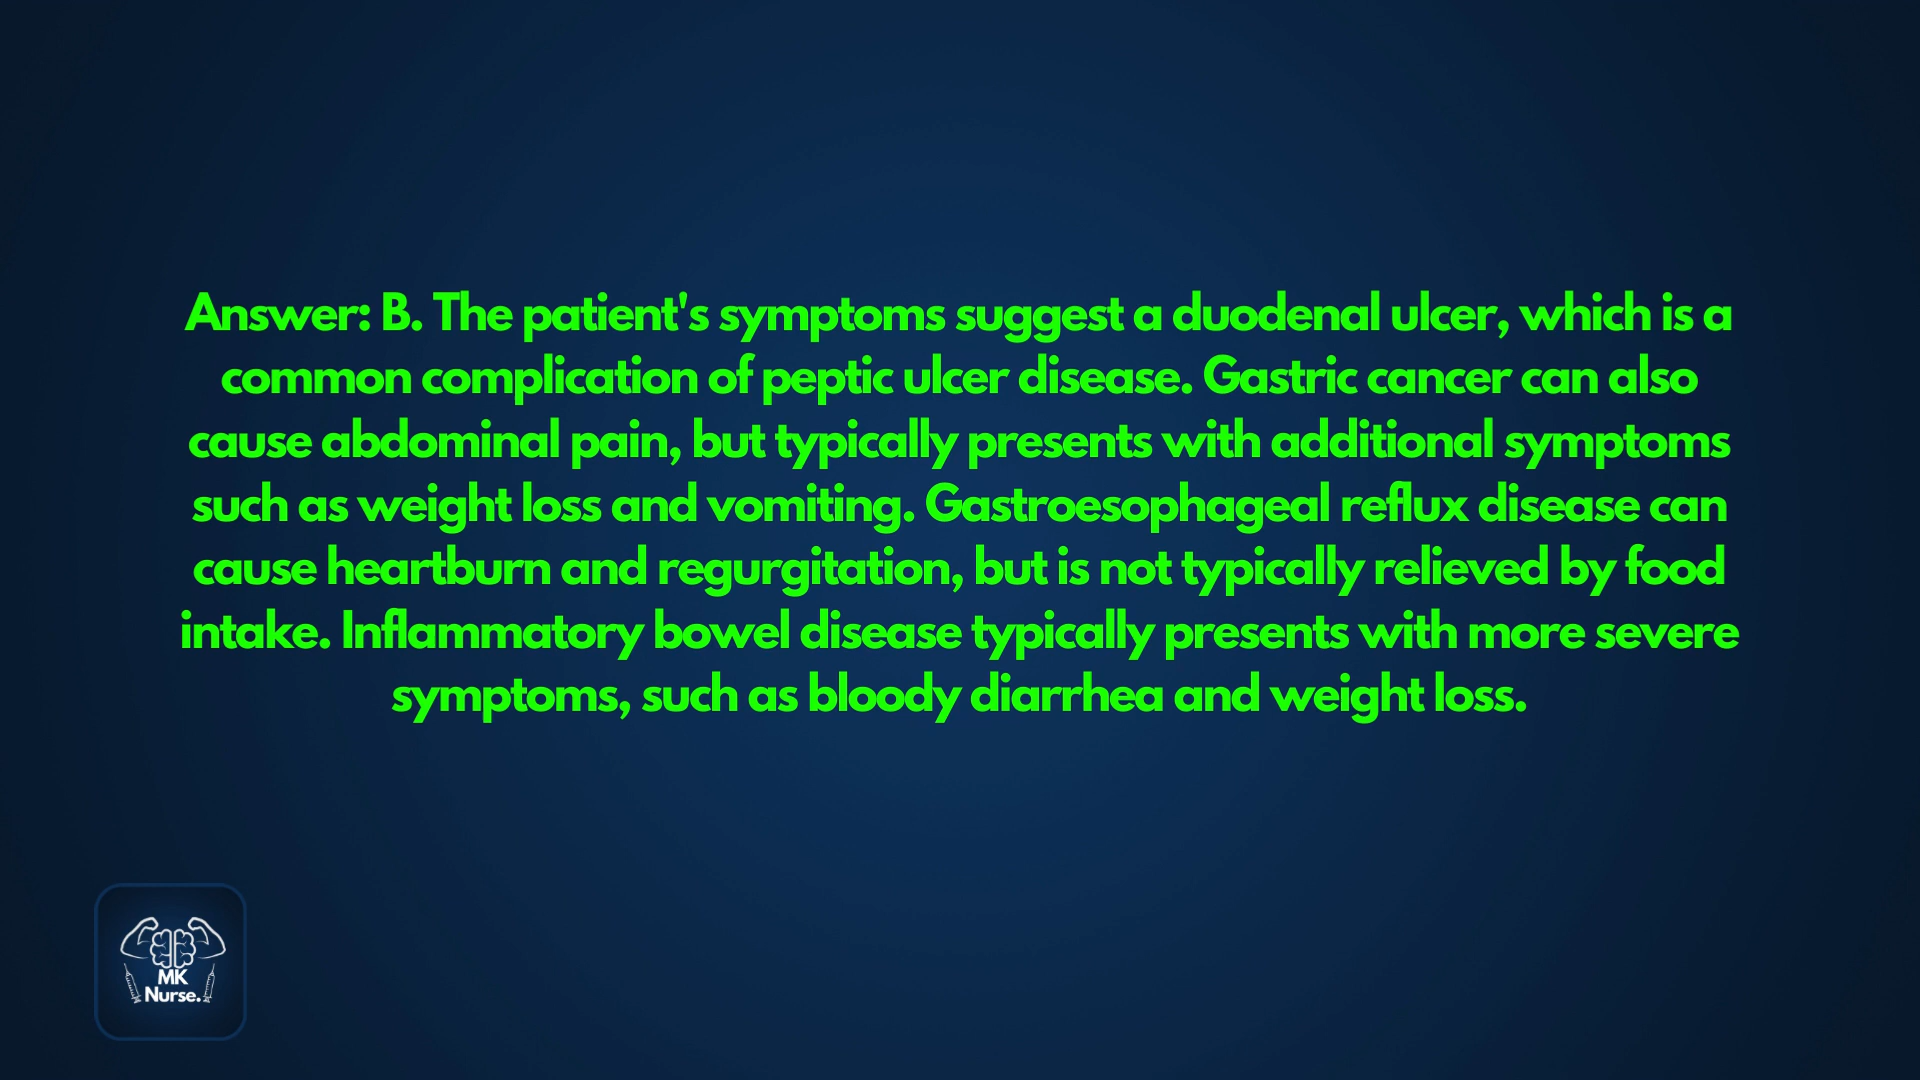 Answer: B. The patient's symptoms suggest a duodenal ulcer, which is a
common complication of peptic ulcer disease. Gastric cancer can also
cause abdominal pain, but typically presents with additional symptoms
such as weight loss and vomiting. Gastroesophageal reflux disease can
cause heartburn and regurgitation, but is not typically relieved by food
intake. Inflammatory bowel disease typically presents with more severe
symptoms, such as bloody diarrhea and weight loss.
MK
Nurse.